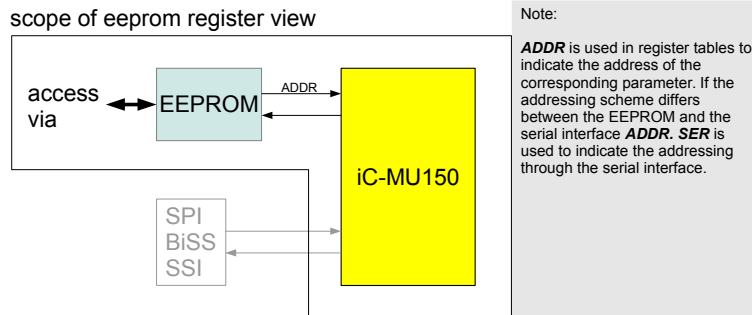 scope of eeprom register view
access
via
EEPROM
ADDR
iC-MU150
SPI
BiSS
SSI
Note:
ADDR is used in register tables to
indicate the address of the
corresponding parameter. If the
addressing scheme differs
between the EEPROM and the
serial interface ADDR. SER is
used to indicate the addressing
through the serial interface.